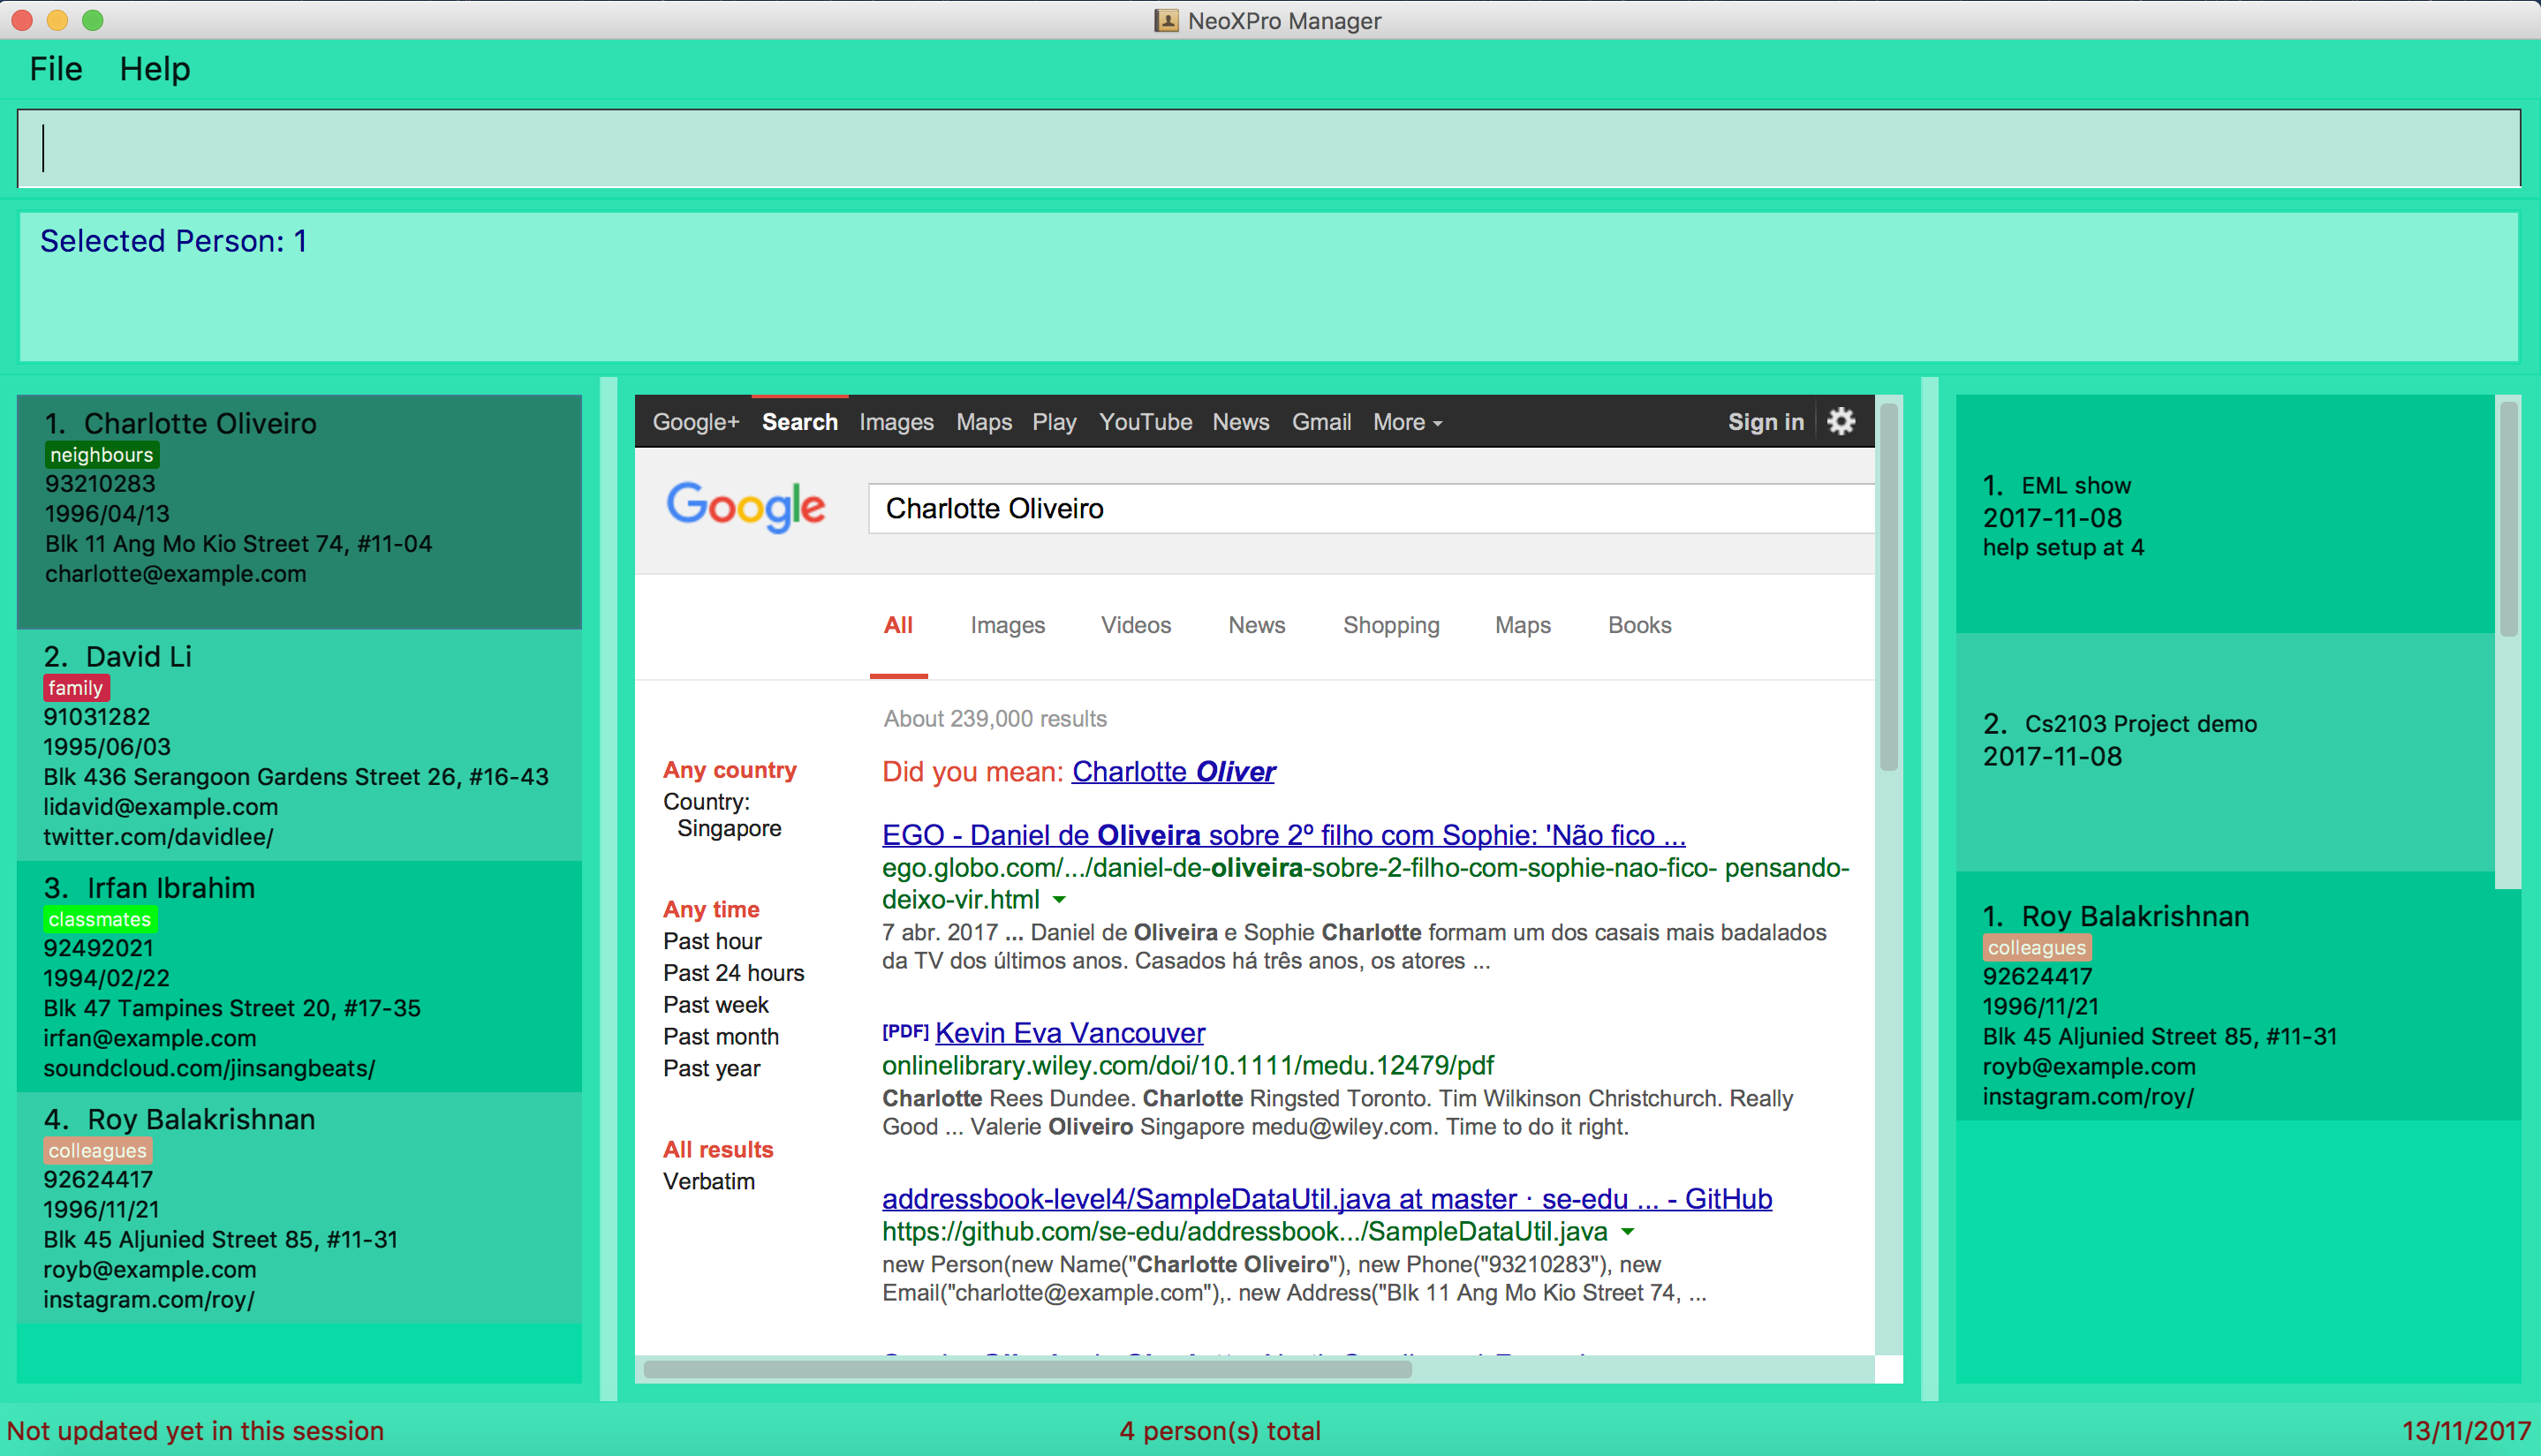 NeoXPro Manager
File Help
Selected Person: 1
1. Charlotte Oliveiro
neighbours
93210283
1996/04/13
Blk 11 Ang Mo Kio Street 74, #11-04
charlotte@example.com
2. David Li
family
91031282
1995/06/03
Blk 436 Serangoon Gardens Street 26, #16-43
lidavid@example.com
twitter.com/davidlee/
3. Irfan Ibrahim
classmates
92492021
1994/02/22
Blk 47 Tampines Street 20, #17-35
irfan@example.com
soundcloud.com/jinsangbeats/
4. Roy Balakrishnan
colleagues
92624417
1996/11/21
Blk 45 Aljunied Street 85, #11-31
royb@example.com
instagram.com/roy/
Google+ Search Images Maps Play YouTube News Gmail More Sign in
Google Charlotte Oliveiro
All Images Videos News Shopping Maps Books
About 239,000 results
Any country
Country:
Singapore
Any time
Past hour
Past 24 hours
Past week
Past month
Past year
All results
Verbatim
Did you mean: Charlotte Oliver
EGO - Daniel de Oliveira sobre 2º filho com Sophie: 'Não fico ...
ego.globo.com/.../daniel-de-oliveira-sobre-2-filho-com-sophie-nao-fico- pensando-
deixo-vir.html
7 abr. 2017 ... Daniel de Oliveira e Sophie Charlotte formam um dos casais mais badalados
da TV dos últimos anos. Casados há três anos, os atores ...
[PDF] Kevin Eva Vancouver
onlinelibrary.wiley.com/doi/10.1111/medu.12479/pdf
Charlotte Rees Dundee. Charlotte Ringsted Toronto. Tim Wilkinson Christchurch. Really
Good ... Valerie Oliveiro Singapore medu@wiley.com. Time to do it right.
addressbook-level4/SampleDataUtil.java at master · se-edu ... - GitHub
https://github.com/se-edu/addressbook.../SampleDataUtil.java
new Person(new Name("Charlotte Oliveiro"), new Phone("93210283"), new
Email("charlotte@example.com"),. new Address("Blk 11 Ang Mo Kio Street 74, ...
1. EML show
2017-11-08
help setup at 4
2. Cs2103 Project demo
2017-11-08
1. Roy Balakrishnan
colleagues
92624417
1996/11/21
Blk 45 Aljunied Street 85, #11-31
royb@example.com
instagram.com/roy/
Not updated yet in this session
4 person(s) total
13/11/2017